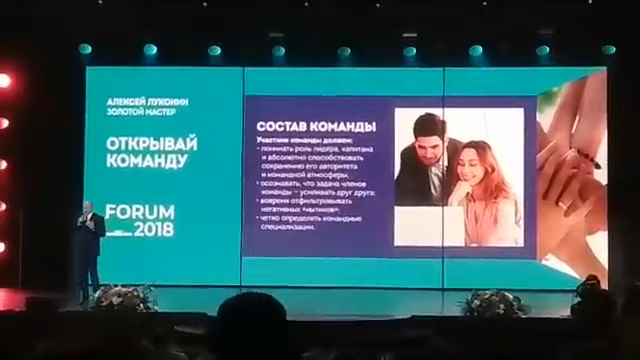 АЛЕКСЕЙ ЛУКОНИН
ЗОЛОТОЙ МАСТЕР
ОТКРЫВАЙ
КОМАНДУ
FORUM
2018
СОСТАВ КОМАНДЫ
Участники команды должен:
• понимать роль лидера, капитана
и абсолютно способствовать
сохранению его авторитета
и командной атмосферы,
• осознавать, что задача членов
команды – усиливать друг друга;
• вовремя отфильтровывать
негативных «нытиков»;
• четко определить командные
специализации.